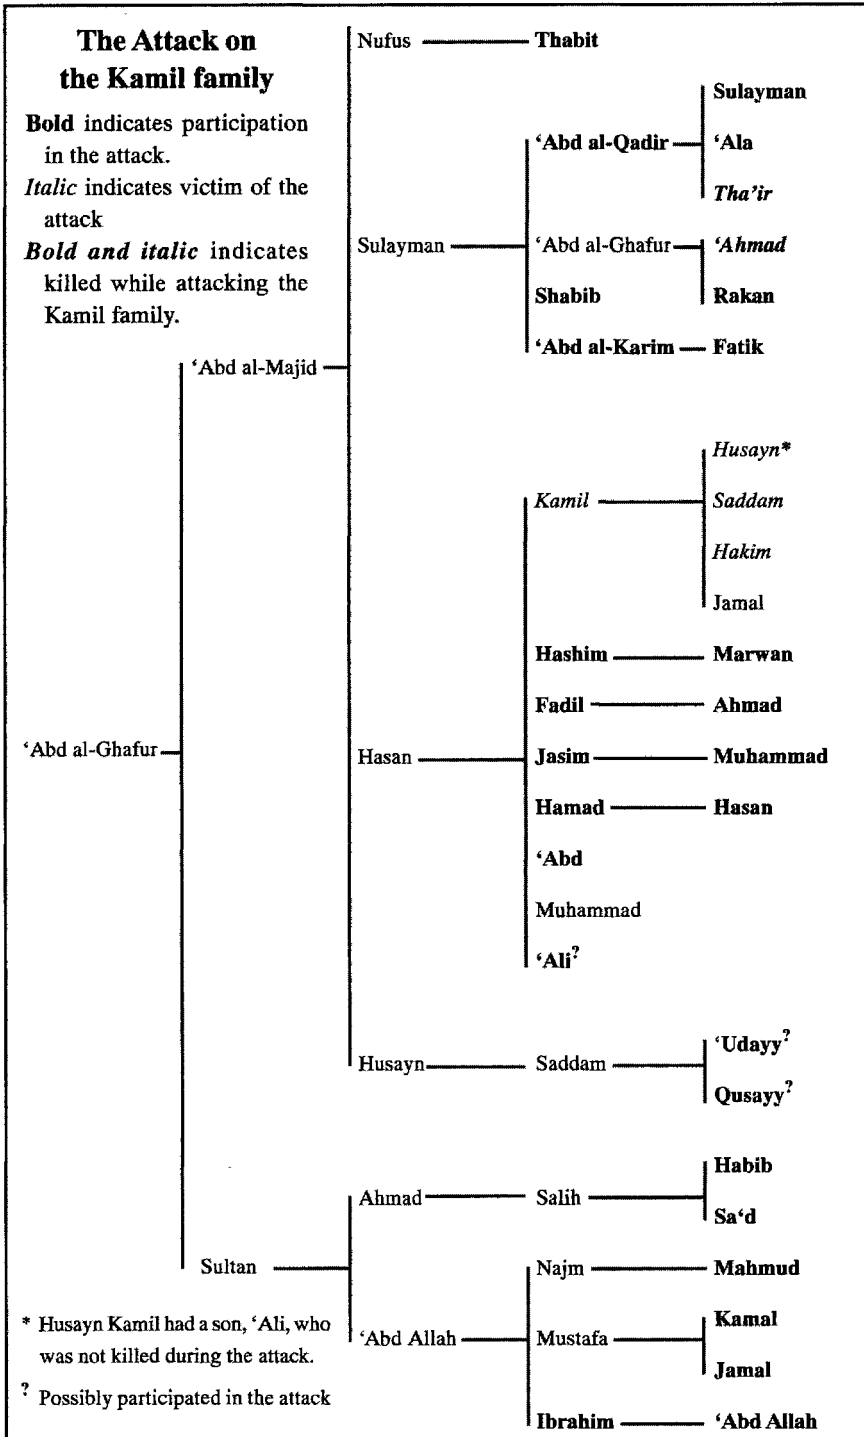 The Attack on
the Kamil family
Bold indicates participation
in the attack.
Italic indicates victim of the
attack
Bold and italic indicates
killed while attacking the
Kamil family.
Nufus
Thabit
Sulayman
‘Abd al-Qadir
‘Ala
Tha’ir
Sulayman
‘Abd al-Ghafur
‘Ahmad
Shabib
Rakan
‘Abd al-Karim
Fatik
‘Abd al-Majid
Husayn*
Kamil
Saddam
Hakim
Jamal
Hashim
Marwan
Fadil
Ahmad
‘Abd al-Ghafur
Hasan
Jasim
Muhammad
Hamad
Hasan
‘Abd
Muhammad
‘Ali?
Husayn
Saddam
‘Udayy?
Qusayy?
Habib
Ahmad
Salih
Sa‘d
Sultan
Najm
Mahmud
‘Abd Allah
Mustafa
Kamal
Jamal
Ibrahim
‘Abd Allah
* Husayn Kamil had a son, ‘Ali, who
was not killed during the attack.
? Possibly participated in the attack